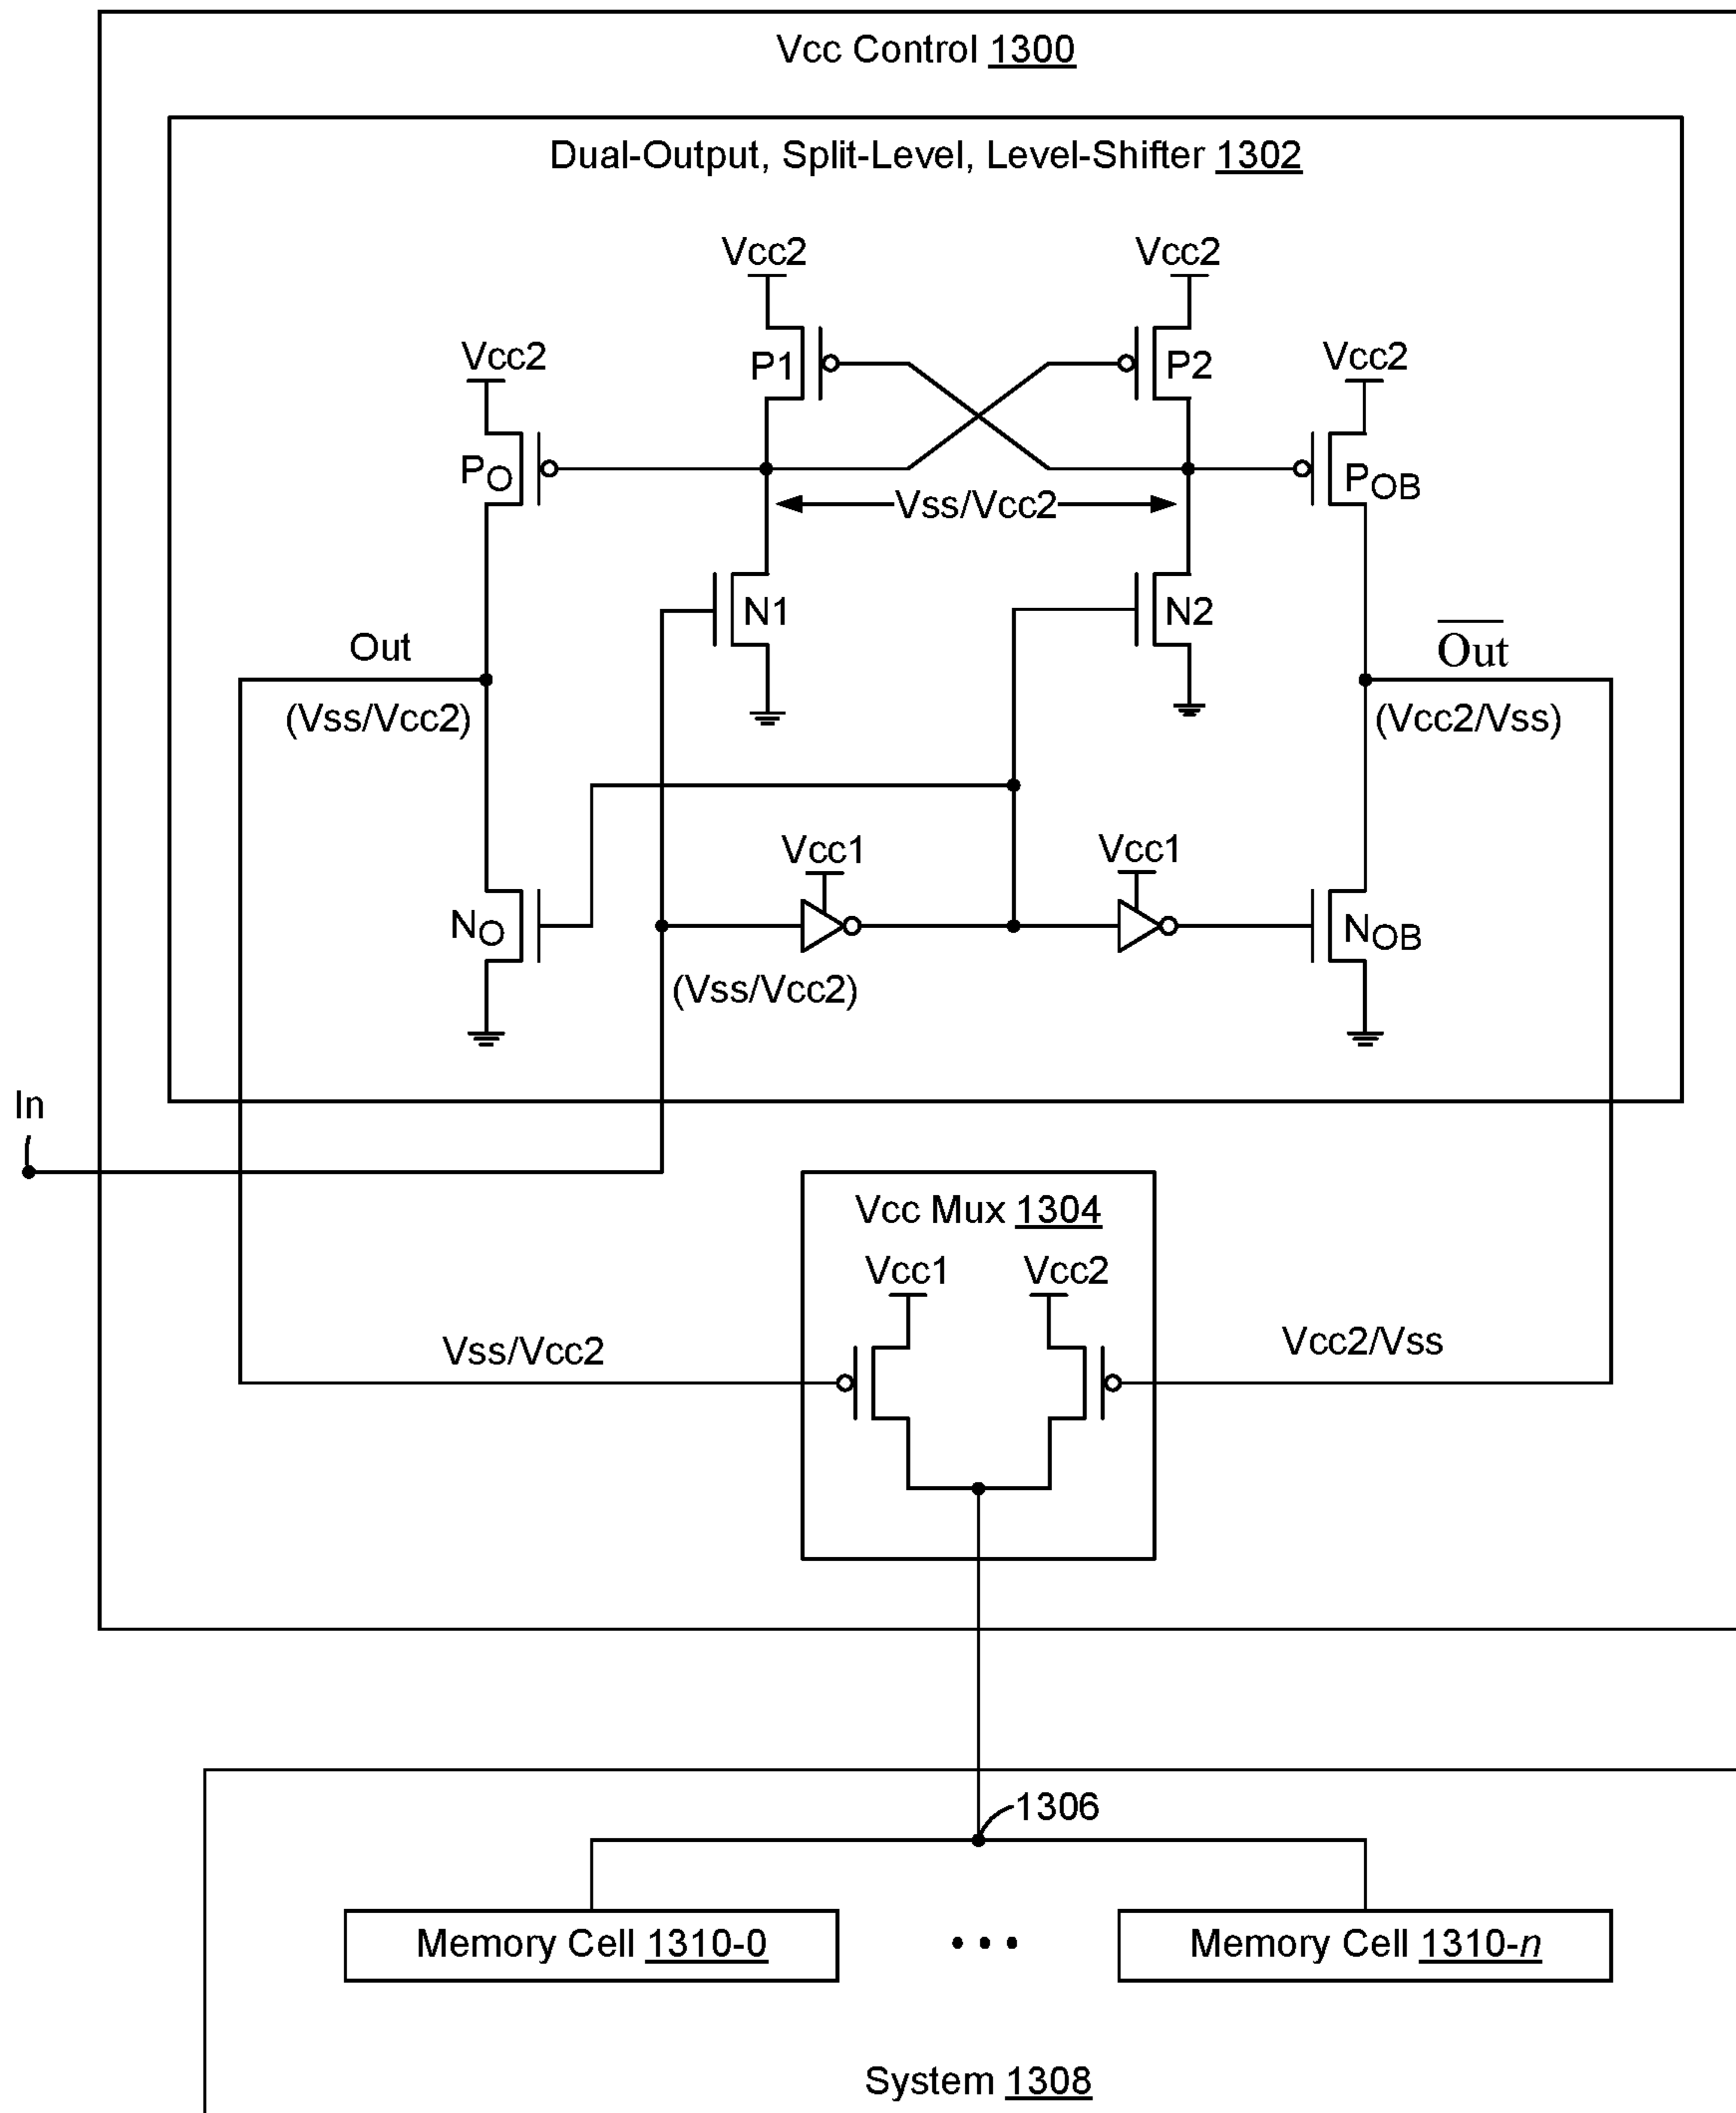 Vcc Control 1300
Dual-Output, Split-Level, Level-Shifter 1302
Vcc2
Vcc2
Vcc2
P1
P2
Vcc2
PO
POB
Vss/Vcc2
N1
N2
Out
Out
(Vss/Vcc2)
(Vcc2/Vss)
Vcc1
Vcc1
NO
NOB
(Vss/Vcc2)
In
Vcc Mux 1304
Vcc1
Vcc2
Vss/Vcc2
Vcc2/Vss
1306
Memory Cell 1310-0
• • •
Memory Cell 1310-n
System 1308